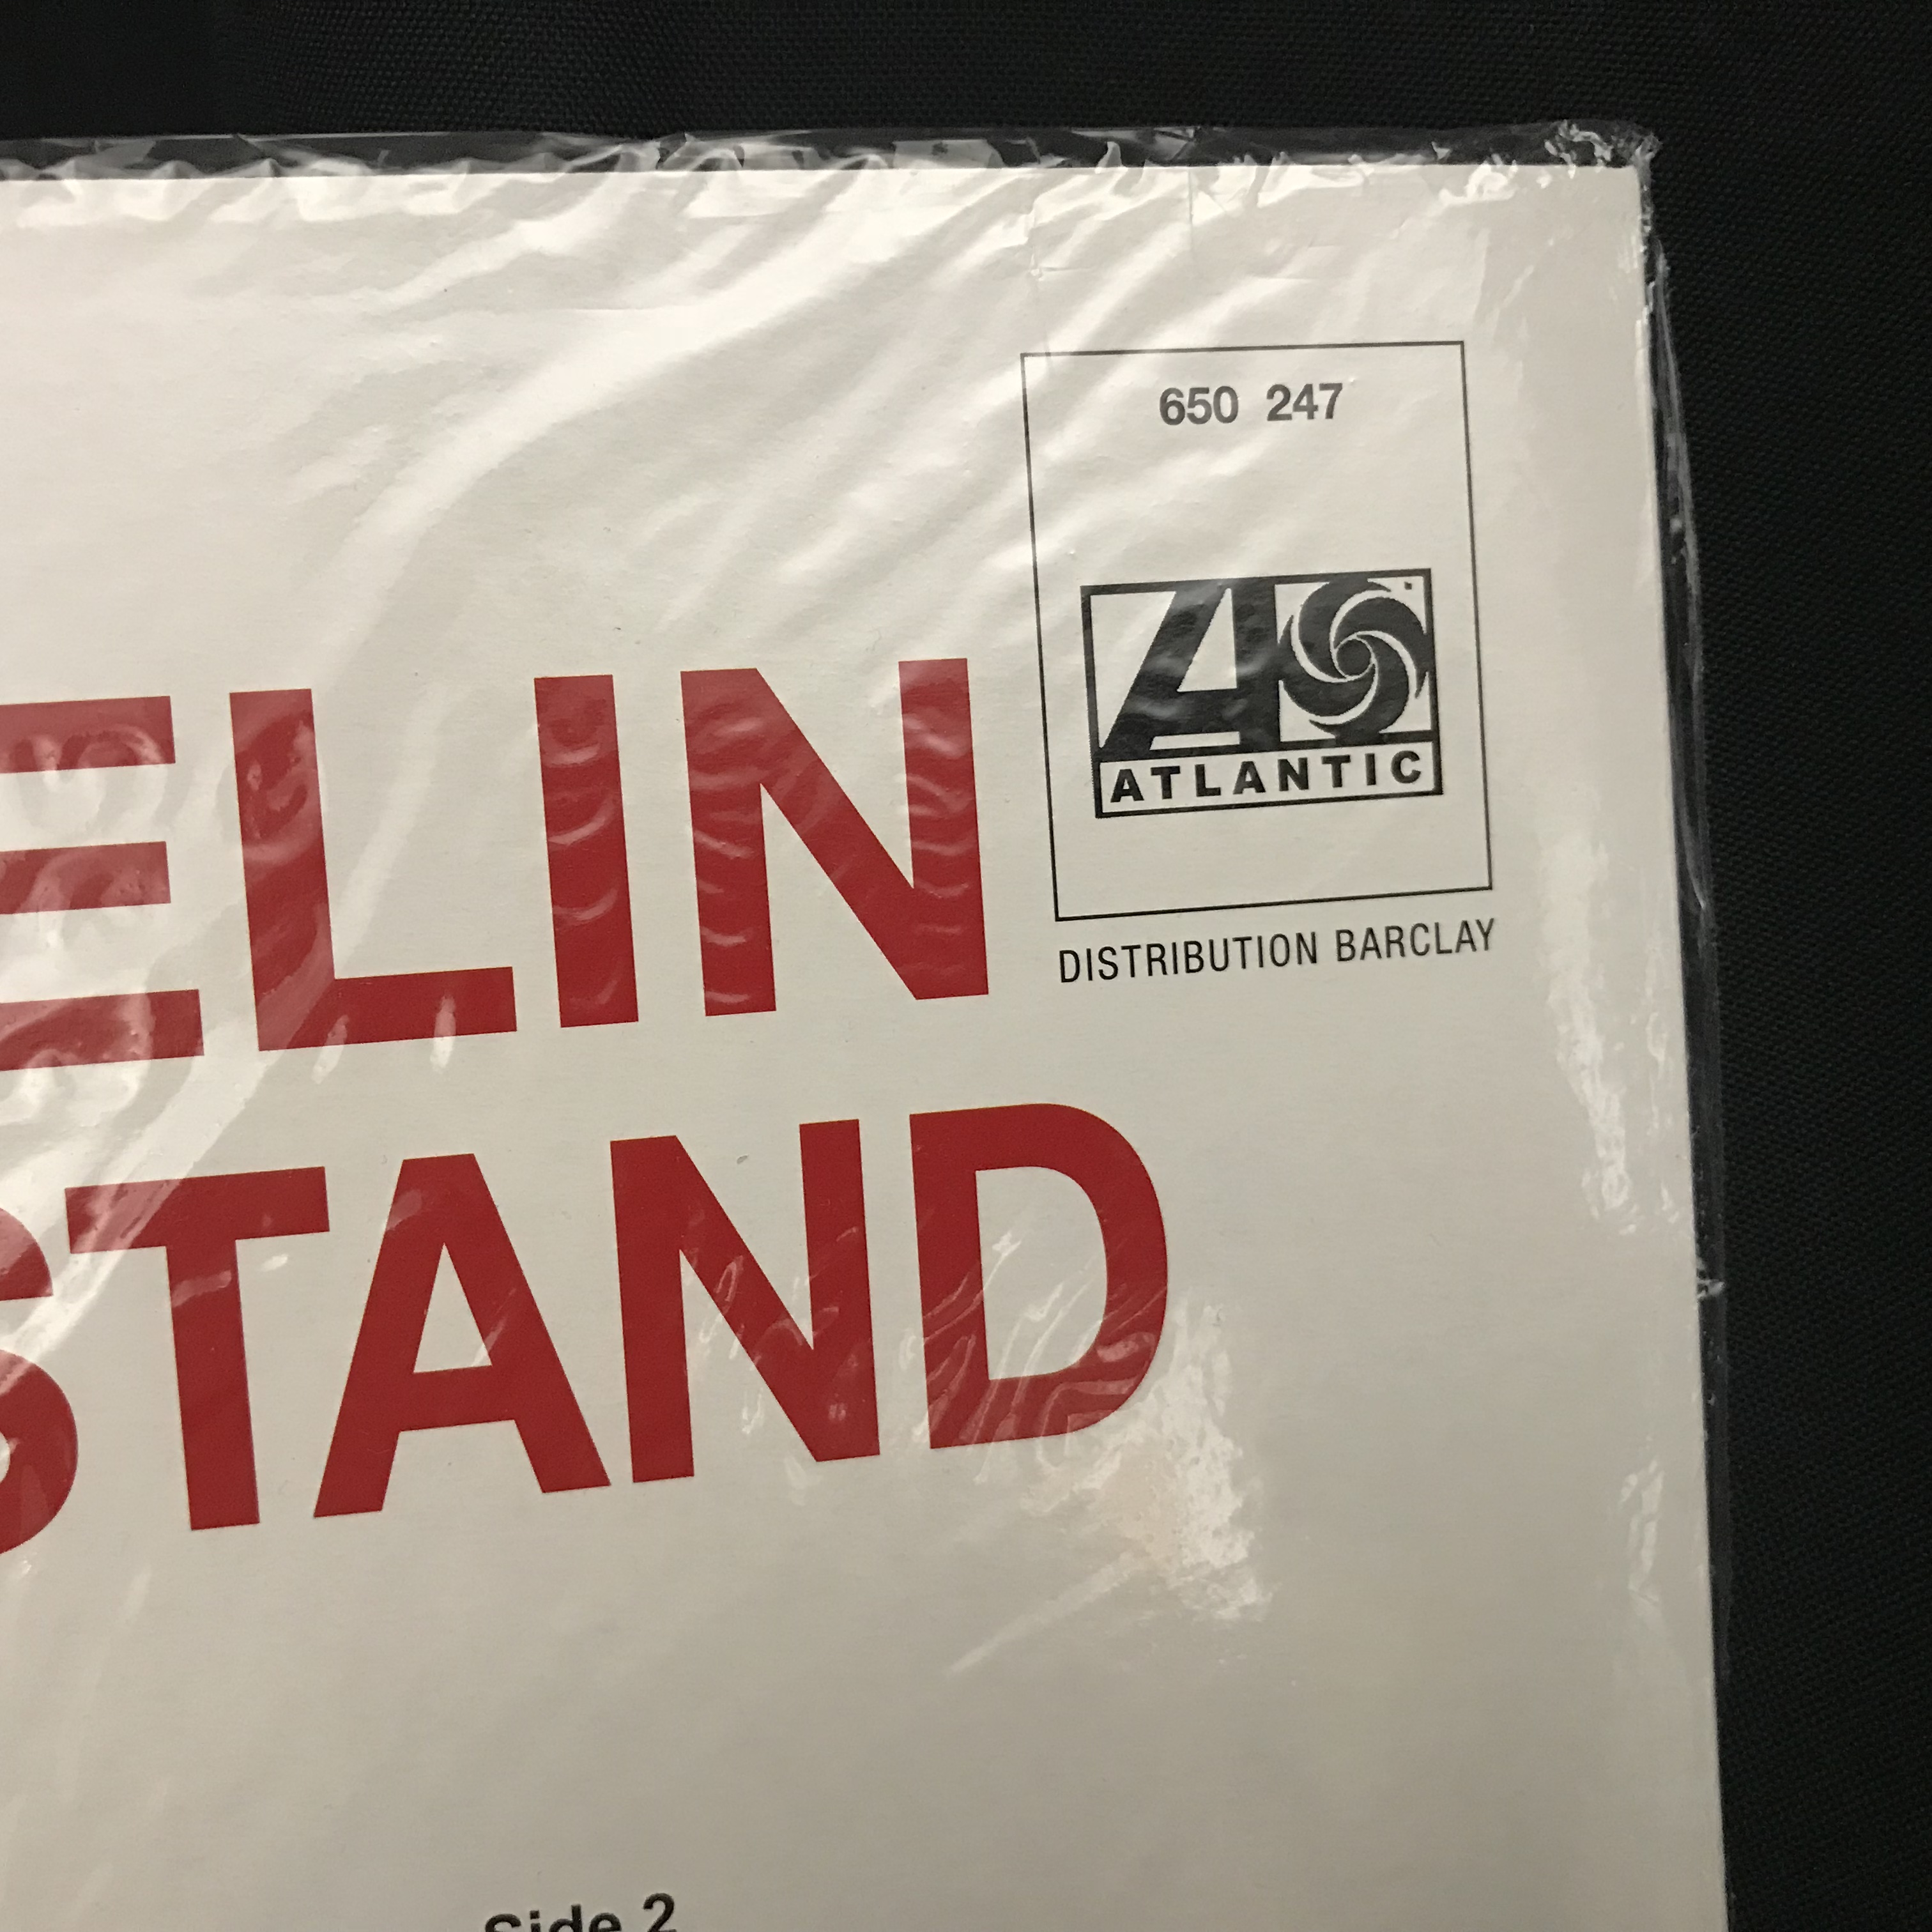 650 247
ATLANTIC
ELIN
DISTRIBUTION BARCLAY
STAND
Side 2